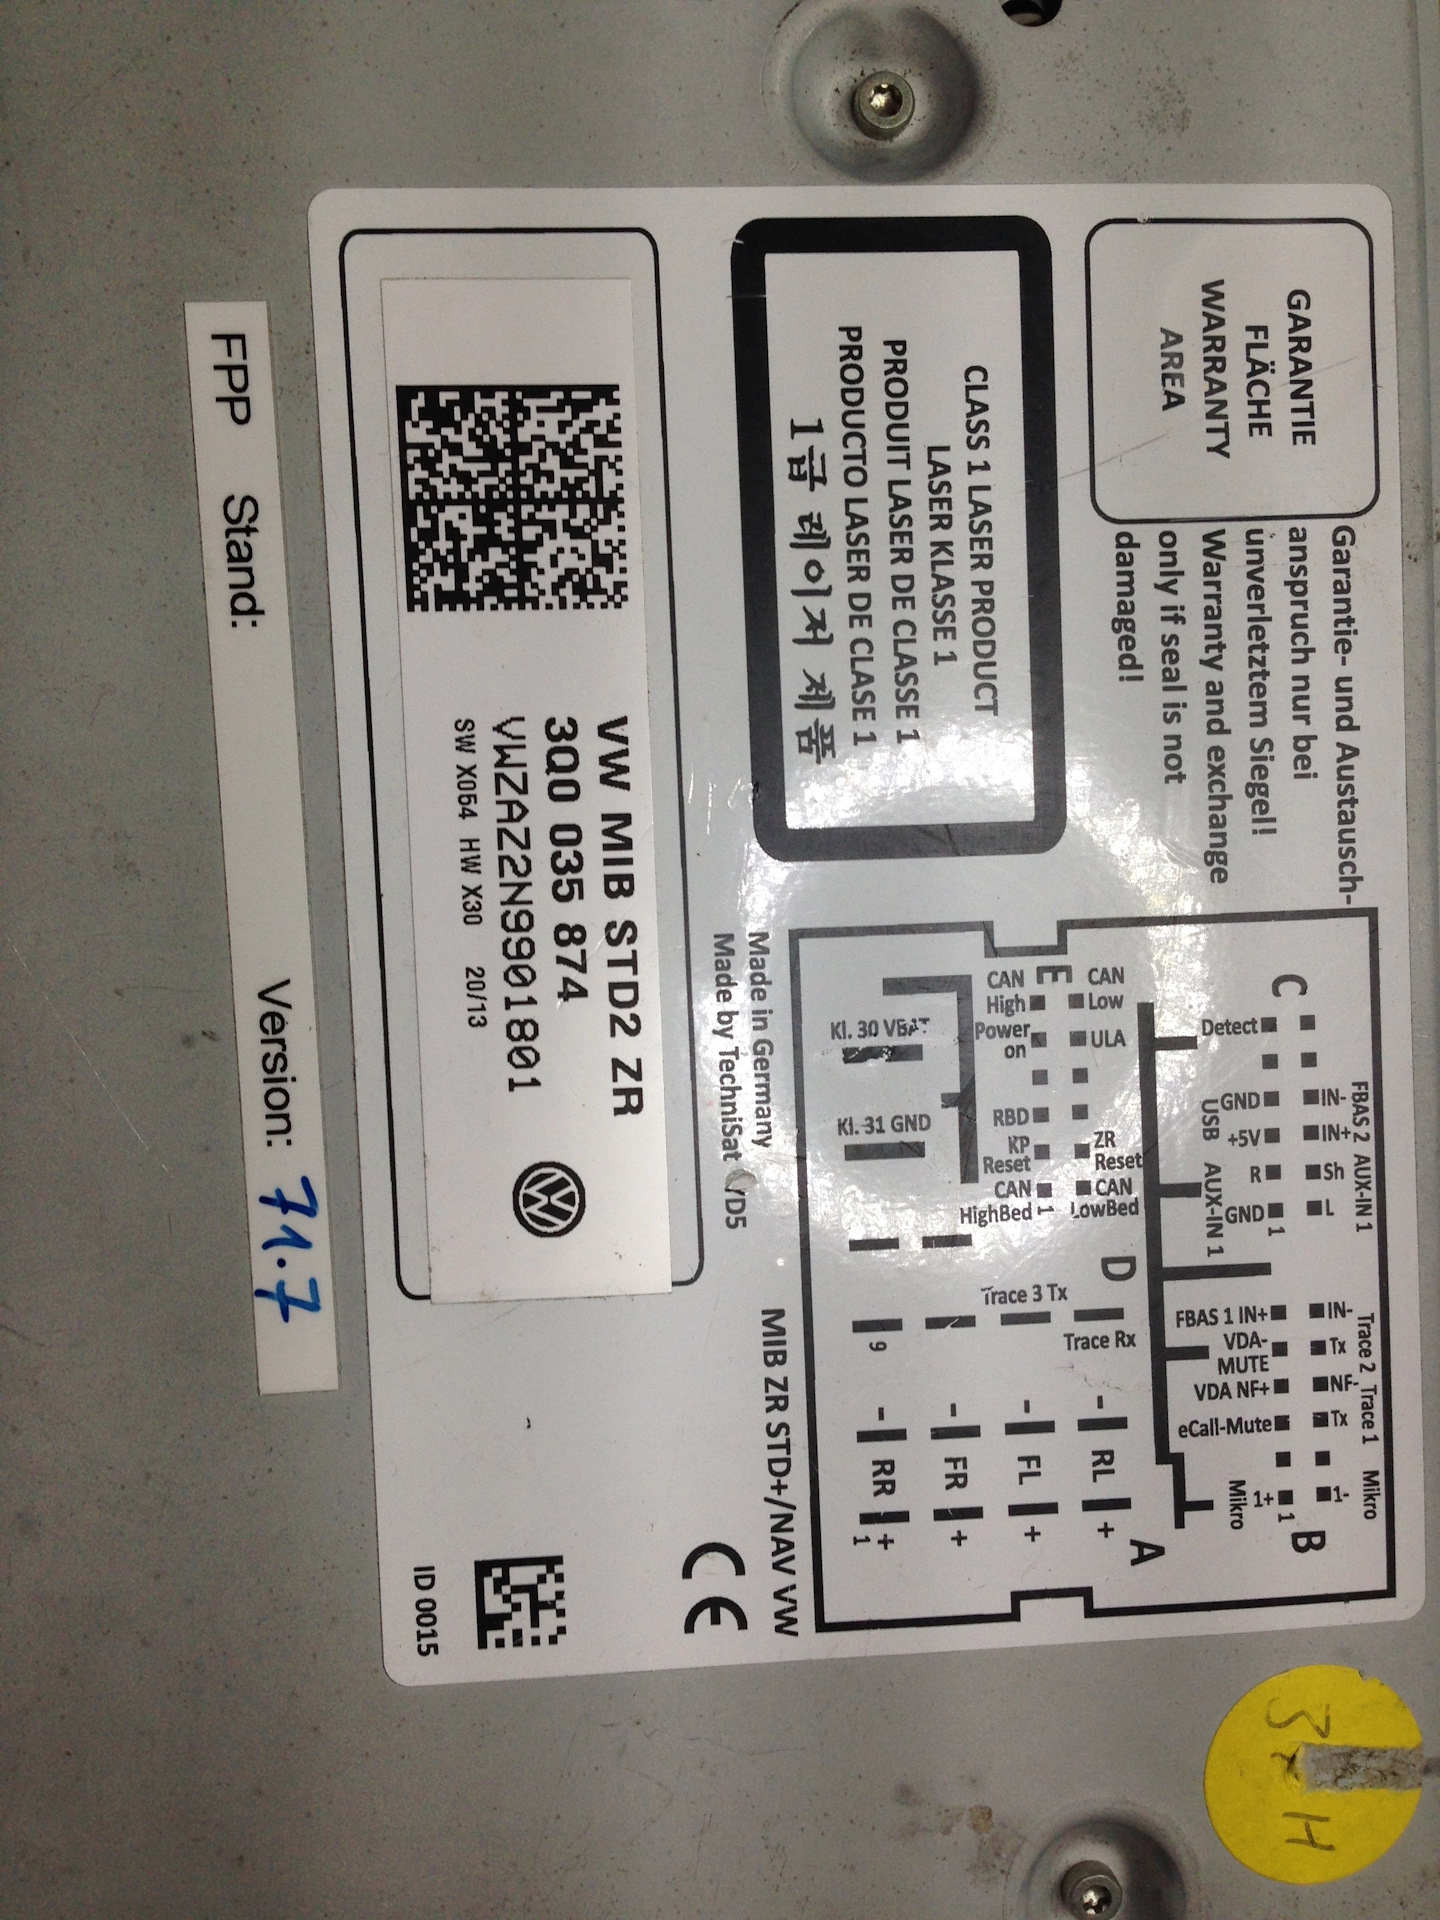 GARANTIE
FLÄCHE
WARRANTY
AREA
Garantie- und Austausch-
anspruch nur bei
unverletztem Siegel!
Warranty and exchange
only if seal is not
damaged!
CLASS 1 LASER PRODUCT
LASER KLASSE 1
PRODUIT LASER DE CLASSE 1
PRODUCTO LASER DE CLASE 1
1급 레이저 제품
C
FBAS 2 AUX-IN 1
IN- IN+ Sh L
Detect GND +5V R GND 1
USB AUX-IN 1
Trace 2 Trace 1 Mikro
IN- Tx NF- Tx 1-
B
FBAS 1 IN+ VDA- MUTE VDA NF+ eCall-Mute 1+ 1
Mikro
E
CAN Low ULA ZR Reset CAN LowBed
CAN High Power on RBD KP Reset CAN HighBed 1
Kl. 30 VBAT Kl. 31 GND
D
A
Trace 3 Tx
Trace Rx
9
- RL +
- FL +
- FR +
- RR +
1
Made in Germany
Made by TechniSat
MIB ZR STD+/NAV VW
CE
VW MIB STD2 ZR
3Q0 035 874
VWZAZ2N9901801
SW X054 HW X30 20/13
VW
ID 0015
FPP Stand: Version: 71.7
3x H